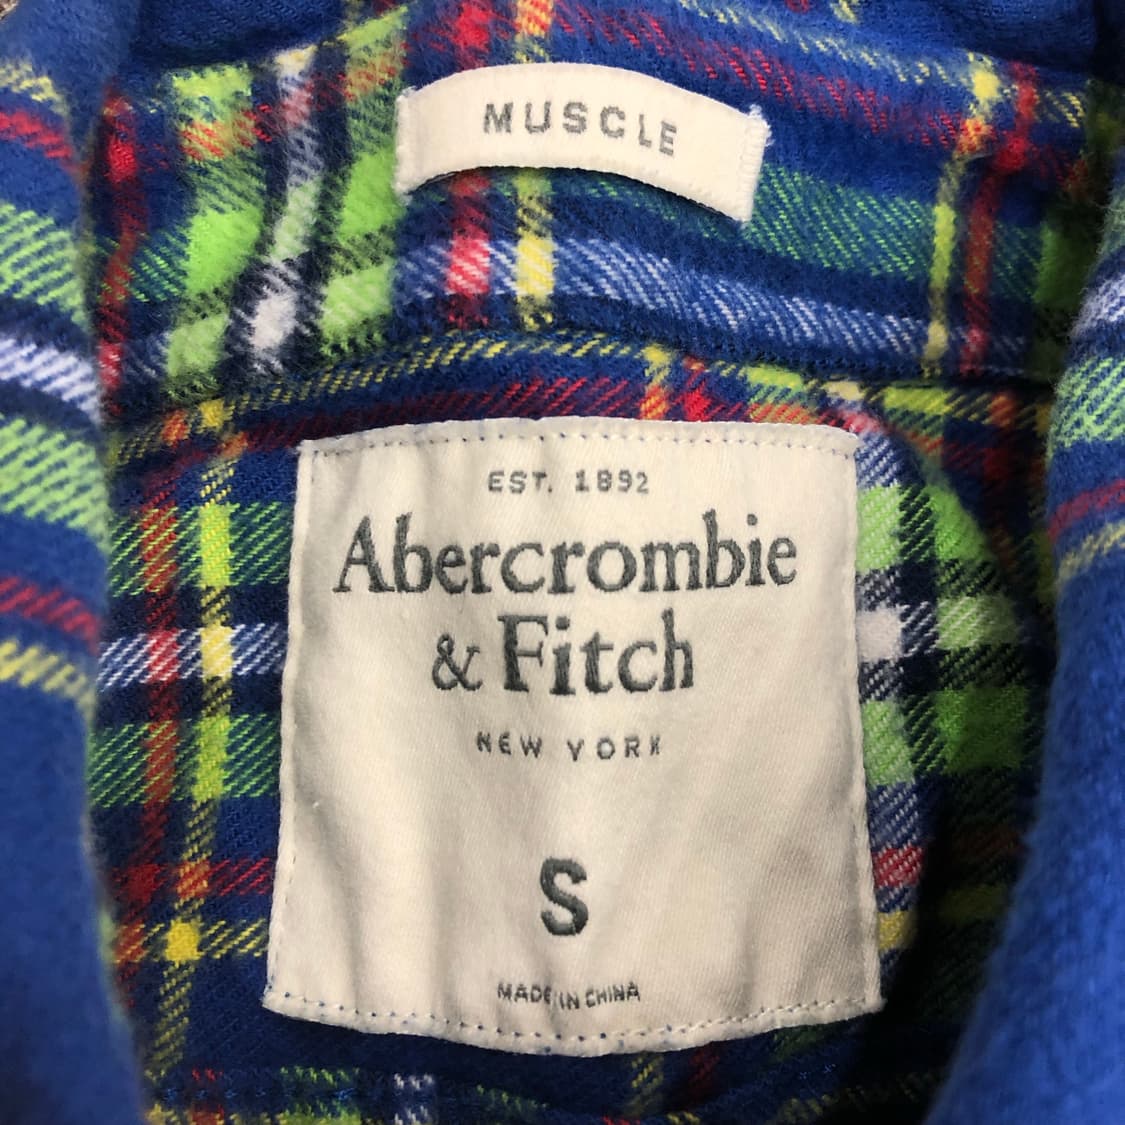 MUSCLE
EST. 1892
Abercrombie
& Fitch
NEW YORK
S
MADE IN CHINA